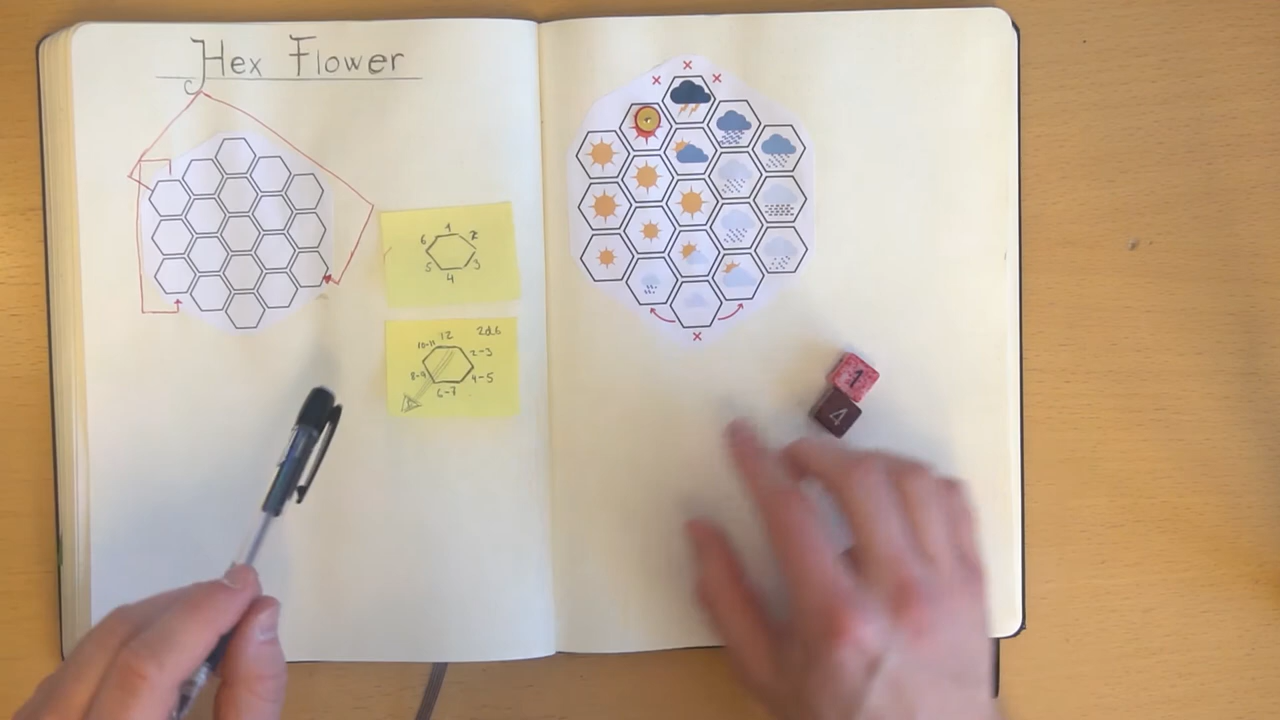 Hex Flower
1
6 2
5 3
4
2d6
12
10-11 2-3
8-9 4-5
6-7
x x x
x
1
4